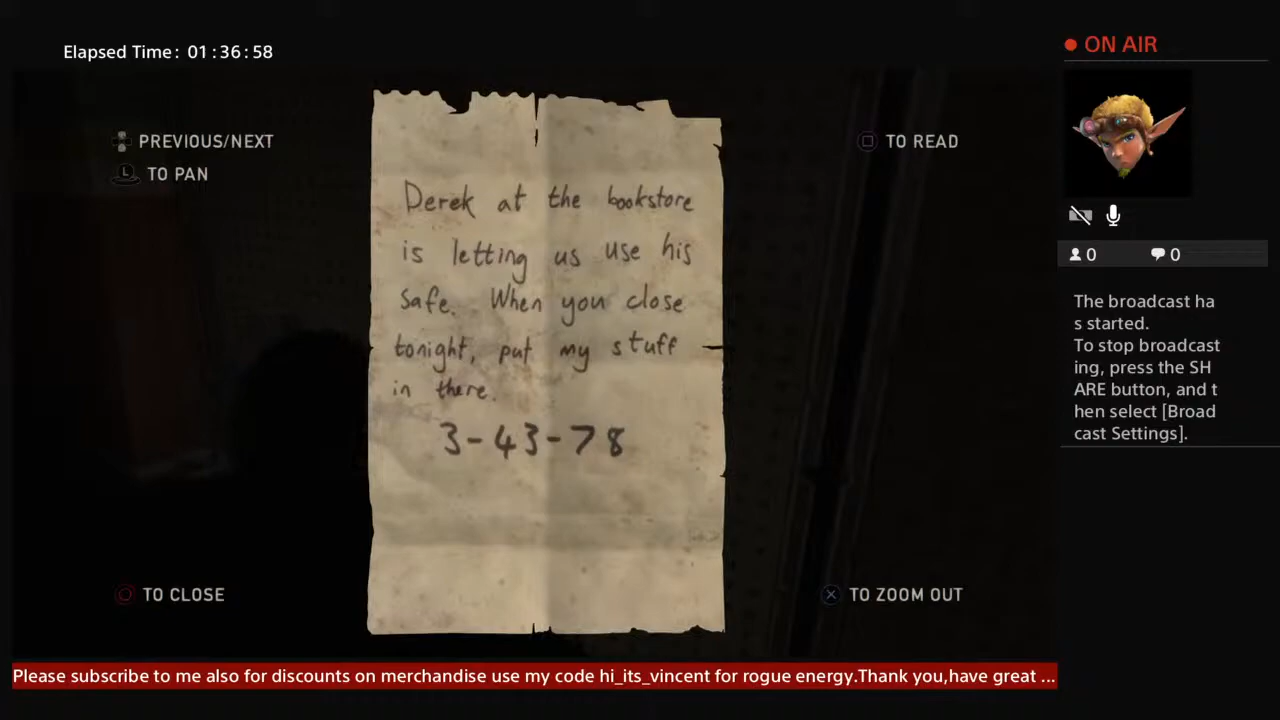 Elapsed Time: 01:36:58
ON AIR
PREVIOUS/NEXT
L TO PAN
TO READ
Derek at the bookstore
is letting us use his
safe. When you close
tonight, put my stuff
in there.
3-43-78
0 0
The broadcast ha
s started.
To stop broadcast
ing, press the SH
ARE button, and t
hen select [Broad
cast Settings].
TO CLOSE
TO ZOOM OUT
Please subscribe to me also for discounts on merchandise use my code hi_its_vincent for rogue energy.Thank you,have great ...